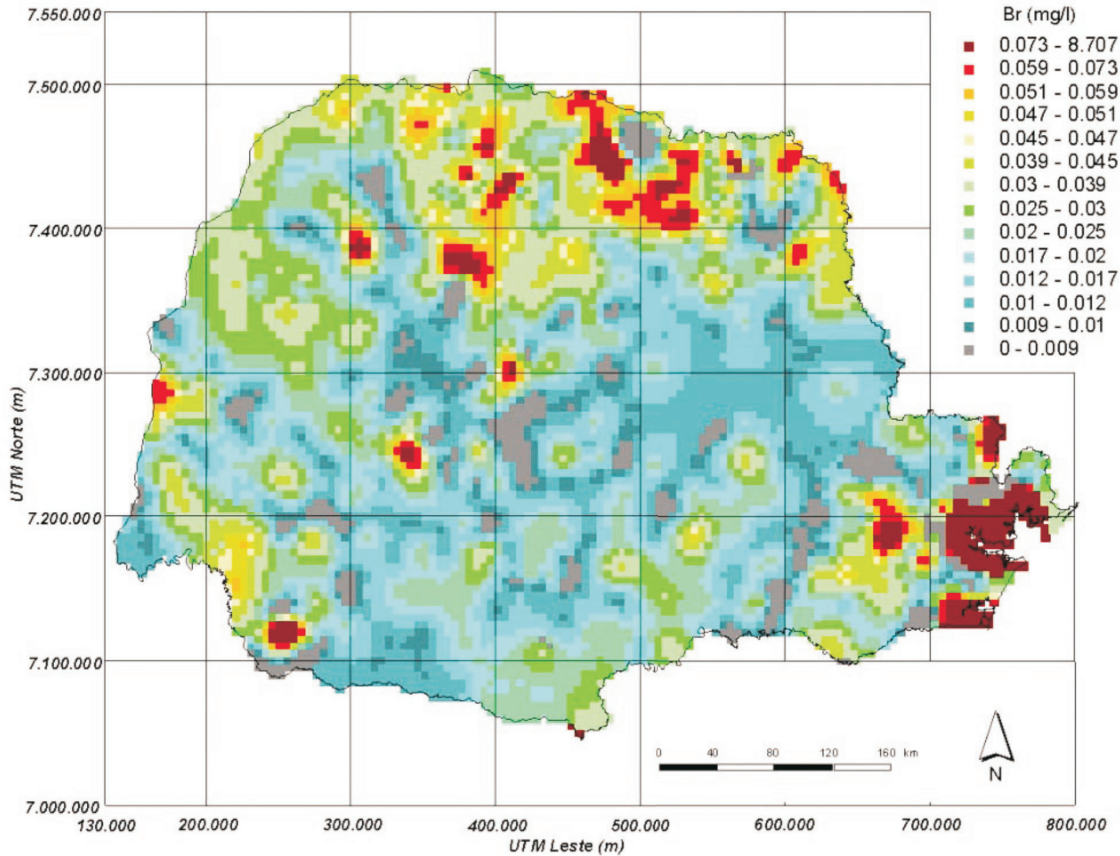 Br (mg/l)
0.073 - 8.707
0.059 - 0.073
0.051 - 0.059
0.047 - 0.051
0.045 - 0.047
0.039 - 0.045
0.03 - 0.039
0.025 - 0.03
0.02 - 0.025
0.017 - 0.02
0.012 - 0.017
0.01 - 0.012
0.009 - 0.01
0 - 0.009
7.550.000
7.500.000
7.400.000
7.300.000
7.200.000
7.100.000
7.000.000
UTM Norte (m)
0 40 80 120 160 km
N
130.000 200.000 300.000 400.000 500.000 600.000 700.000 800.000
UTM Leste (m)